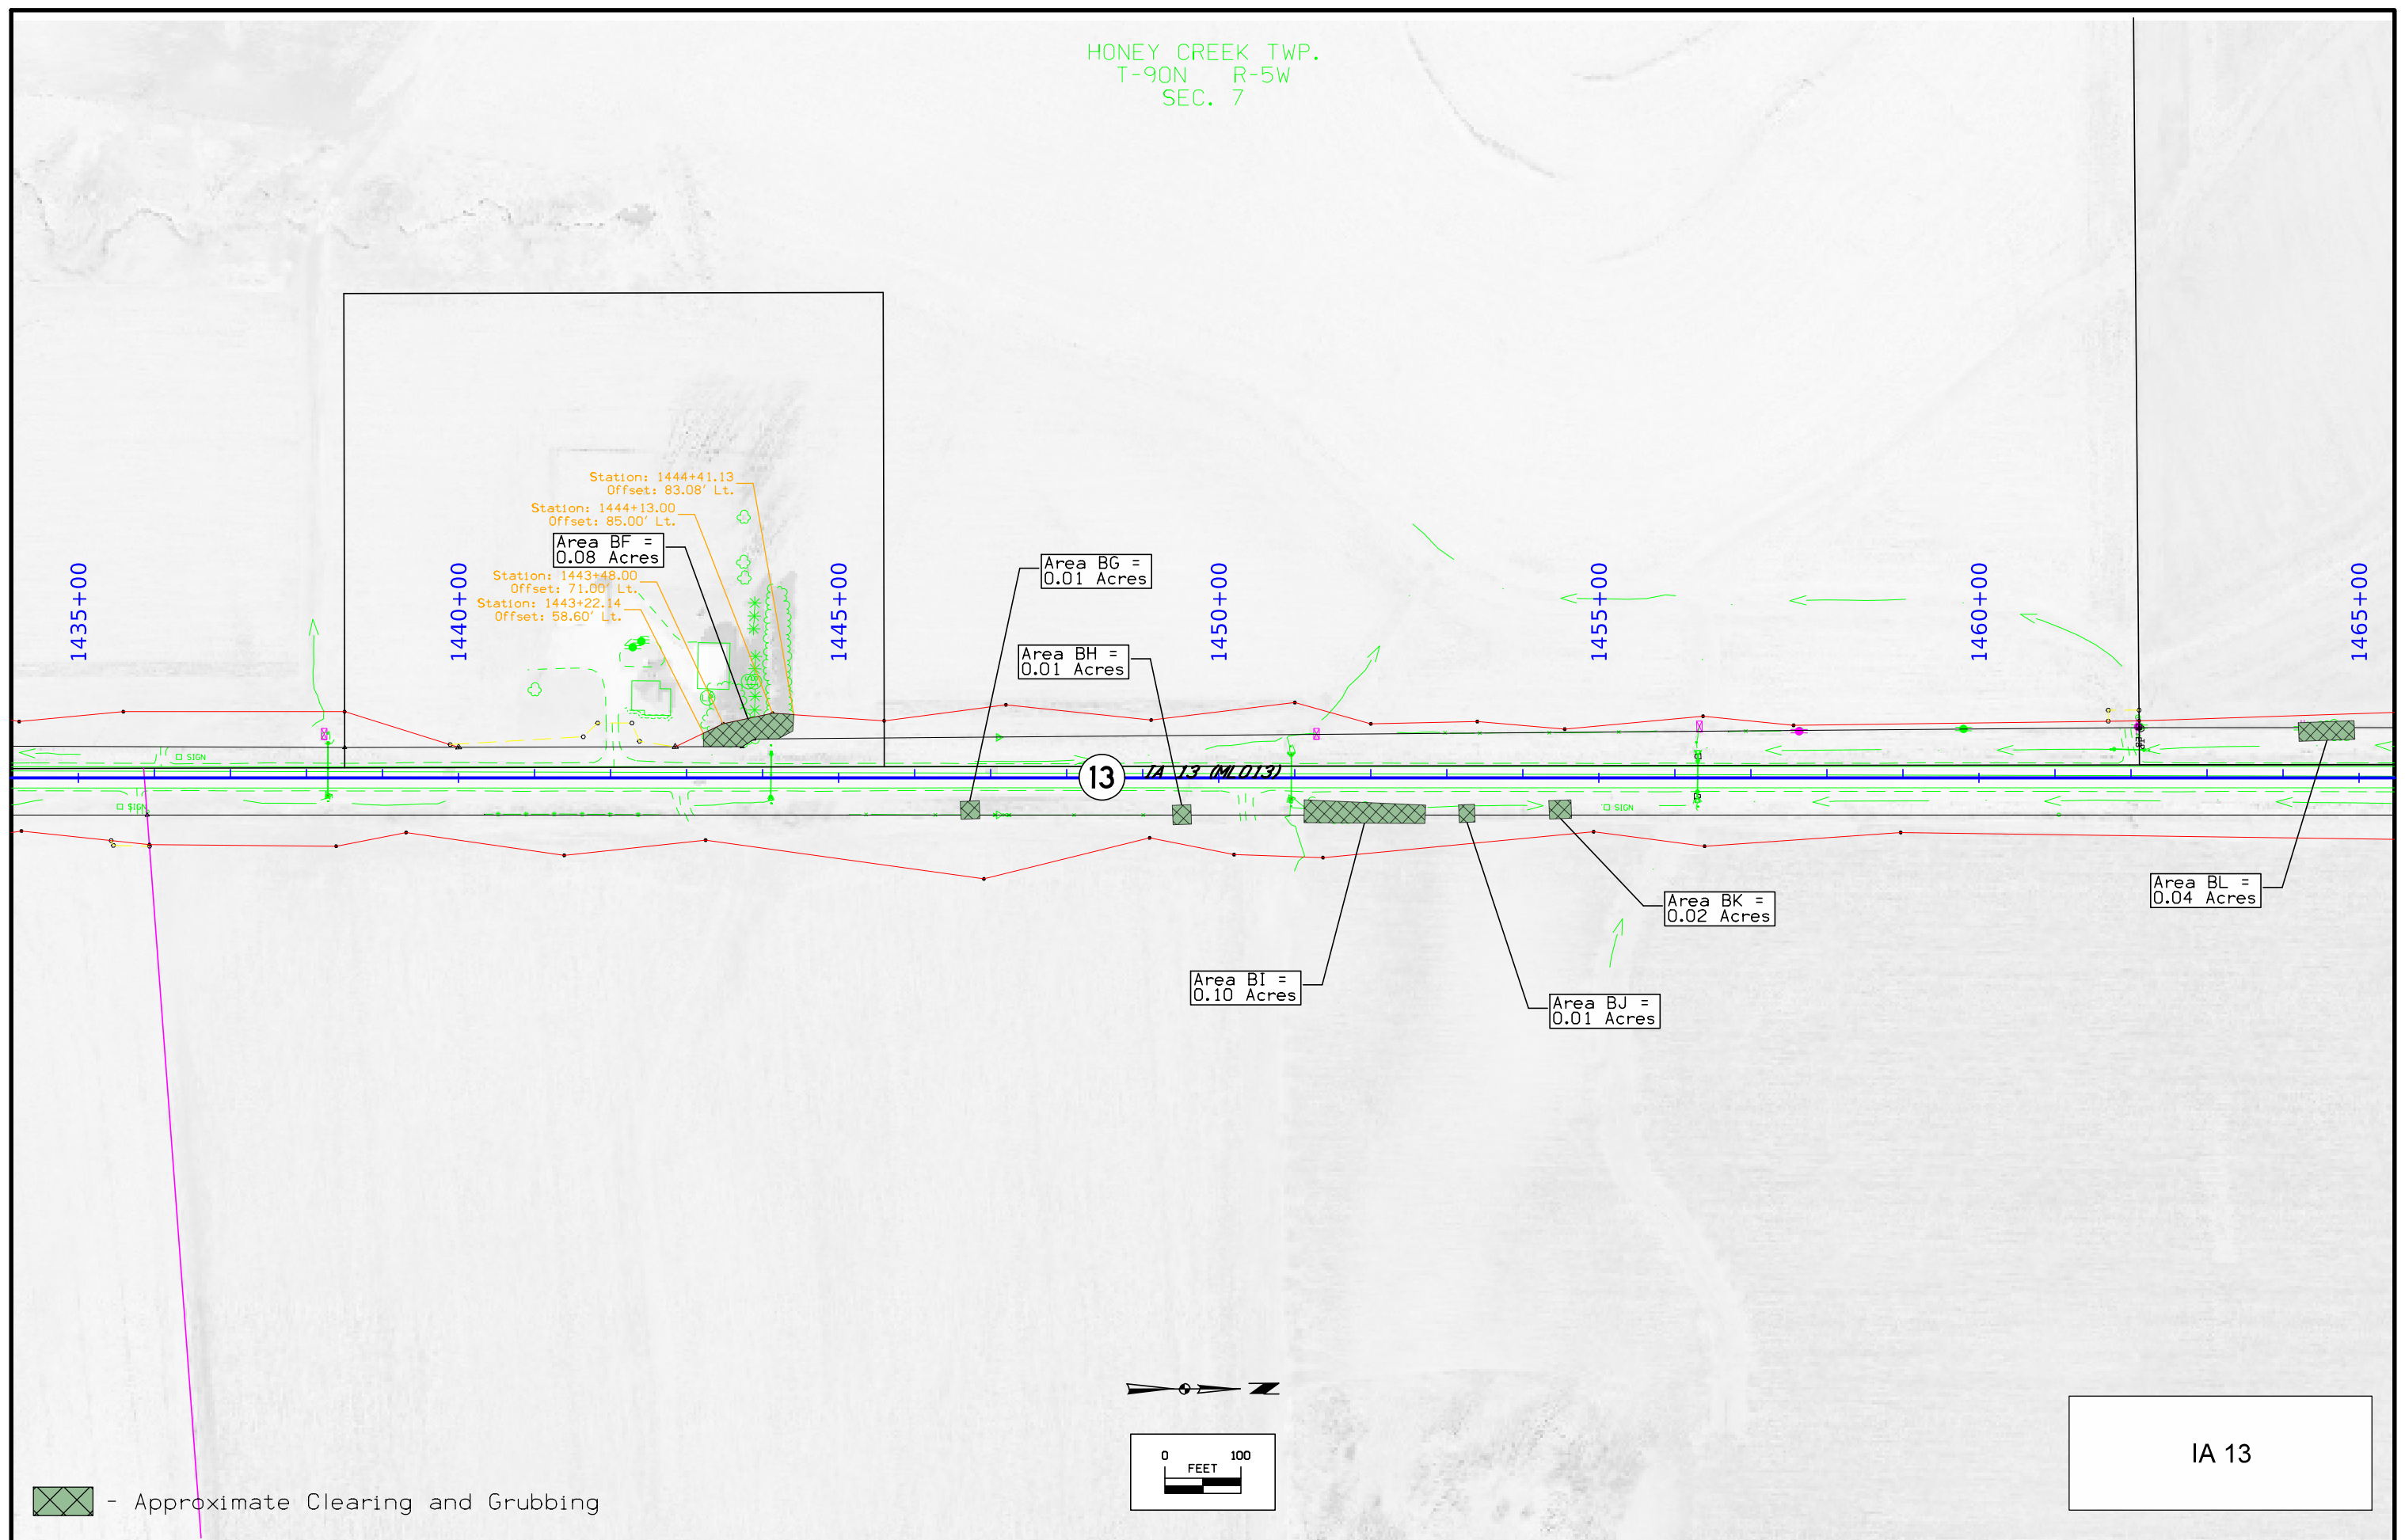 HONEY CREEK TWP.
T-90N R-5W
SEC. 7
Station: 1444+41.13
Offset: 83.08' Lt.
Station: 1444+13.00
Offset: 85.00' Lt.
Area BF =
0.08 Acres
Station: 1443+48.00
Offset: 71.00' Lt.
Station: 1443+22.14
Offset: 58.60' Lt.
Area BG =
0.01 Acres
Area BH =
0.01 Acres
1435+00
1440+00
1445+00
1450+00
1455+00
1460+00
1465+00
SIGN
13
IA 13 (ML013)
SIGN
SIGN
Area BL =
0.04 Acres
Area BK =
0.02 Acres
Area BI =
0.10 Acres
Area BJ =
0.01 Acres
Z
0 100
FEET
IA 13
- Approximate Clearing and Grubbing